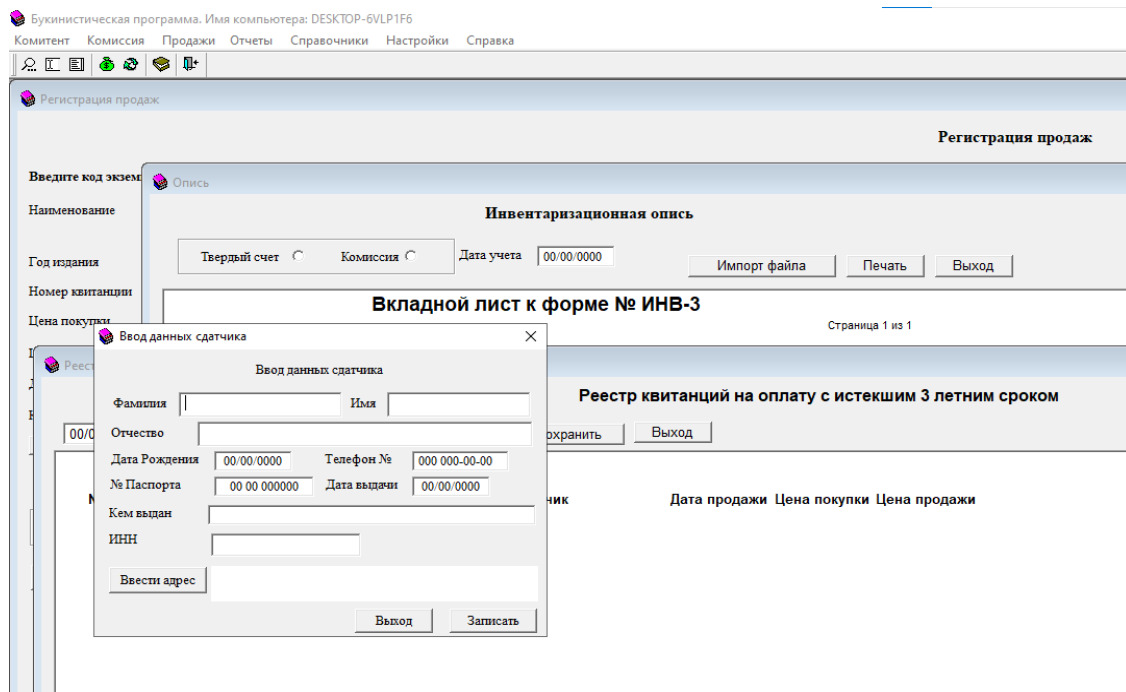 Букинистическая программа. Имя компьютера: DESKTOP-6VLP1F6
Комитент Комиссия Продажи Отчеты Справочники Настройки Справка
Регистрация продаж
Регистрация продаж
Введите код
Опись
Наименование
Инвентаризационная опись
Твердый счет Комиссия Дата учета 00/00/0000
Год издания
Импорт файла Печать Выход
Номер квитанции
Вкладной лист к форме № ИНВ-3
Цена покупки
Страница 1 из 1
Ввод данных сдатчика
Ввод данных сдатчика
Реестр квитанций на оплату с истекшим 3 летним сроком
Фамилия Имя
Выход
Отчество
Дата Рождения 00/00/0000 Телефон № 000 000-00-00
№ Паспорта 00 00 000000 Дата выдачи 00/00/0000
Дата продажи Цена покупки Цена продажи
Кем выдан
ИНН
Ввести адрес
Выход Записать